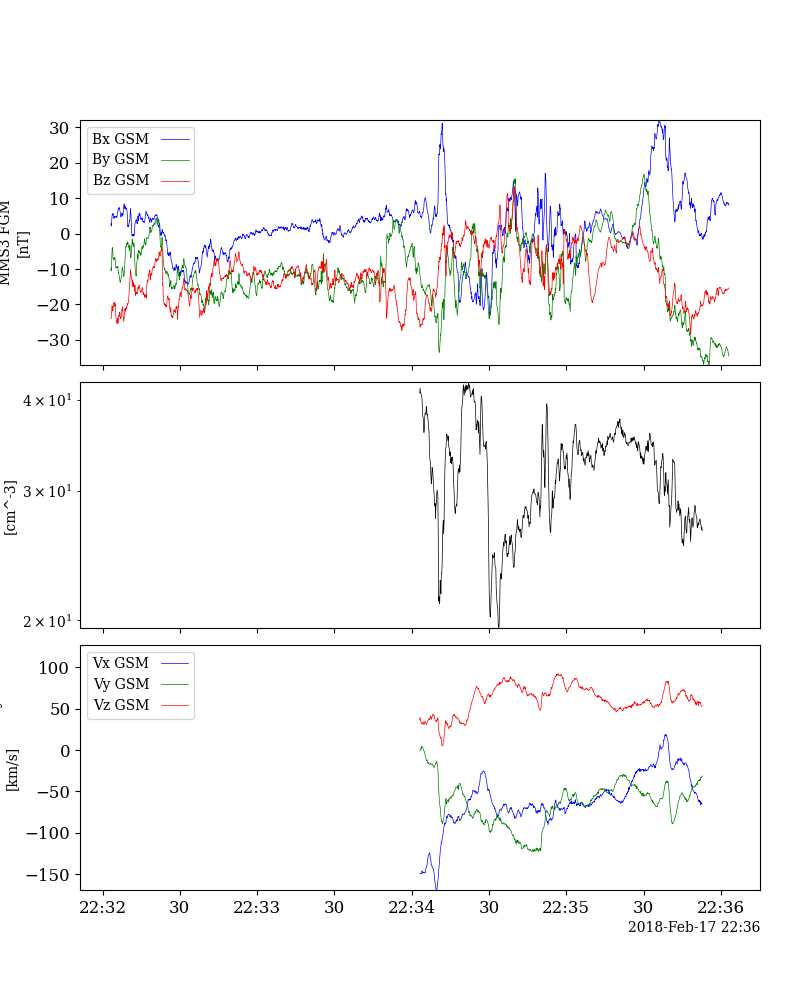 30
20
10
0
−10
−20
−30
MMS3 FGM
[nT]
Bx GSM
By GSM
Bz GSM
4 × 10¹
3 × 10¹
2 × 10¹
[cm^-3]
100
50
0
−50
−100
−150
[km/s]
Vx GSM
Vy GSM
Vz GSM
22:32 30 22:33 30 22:34 30 22:35 30 22:36
2018-Feb-17 22:36